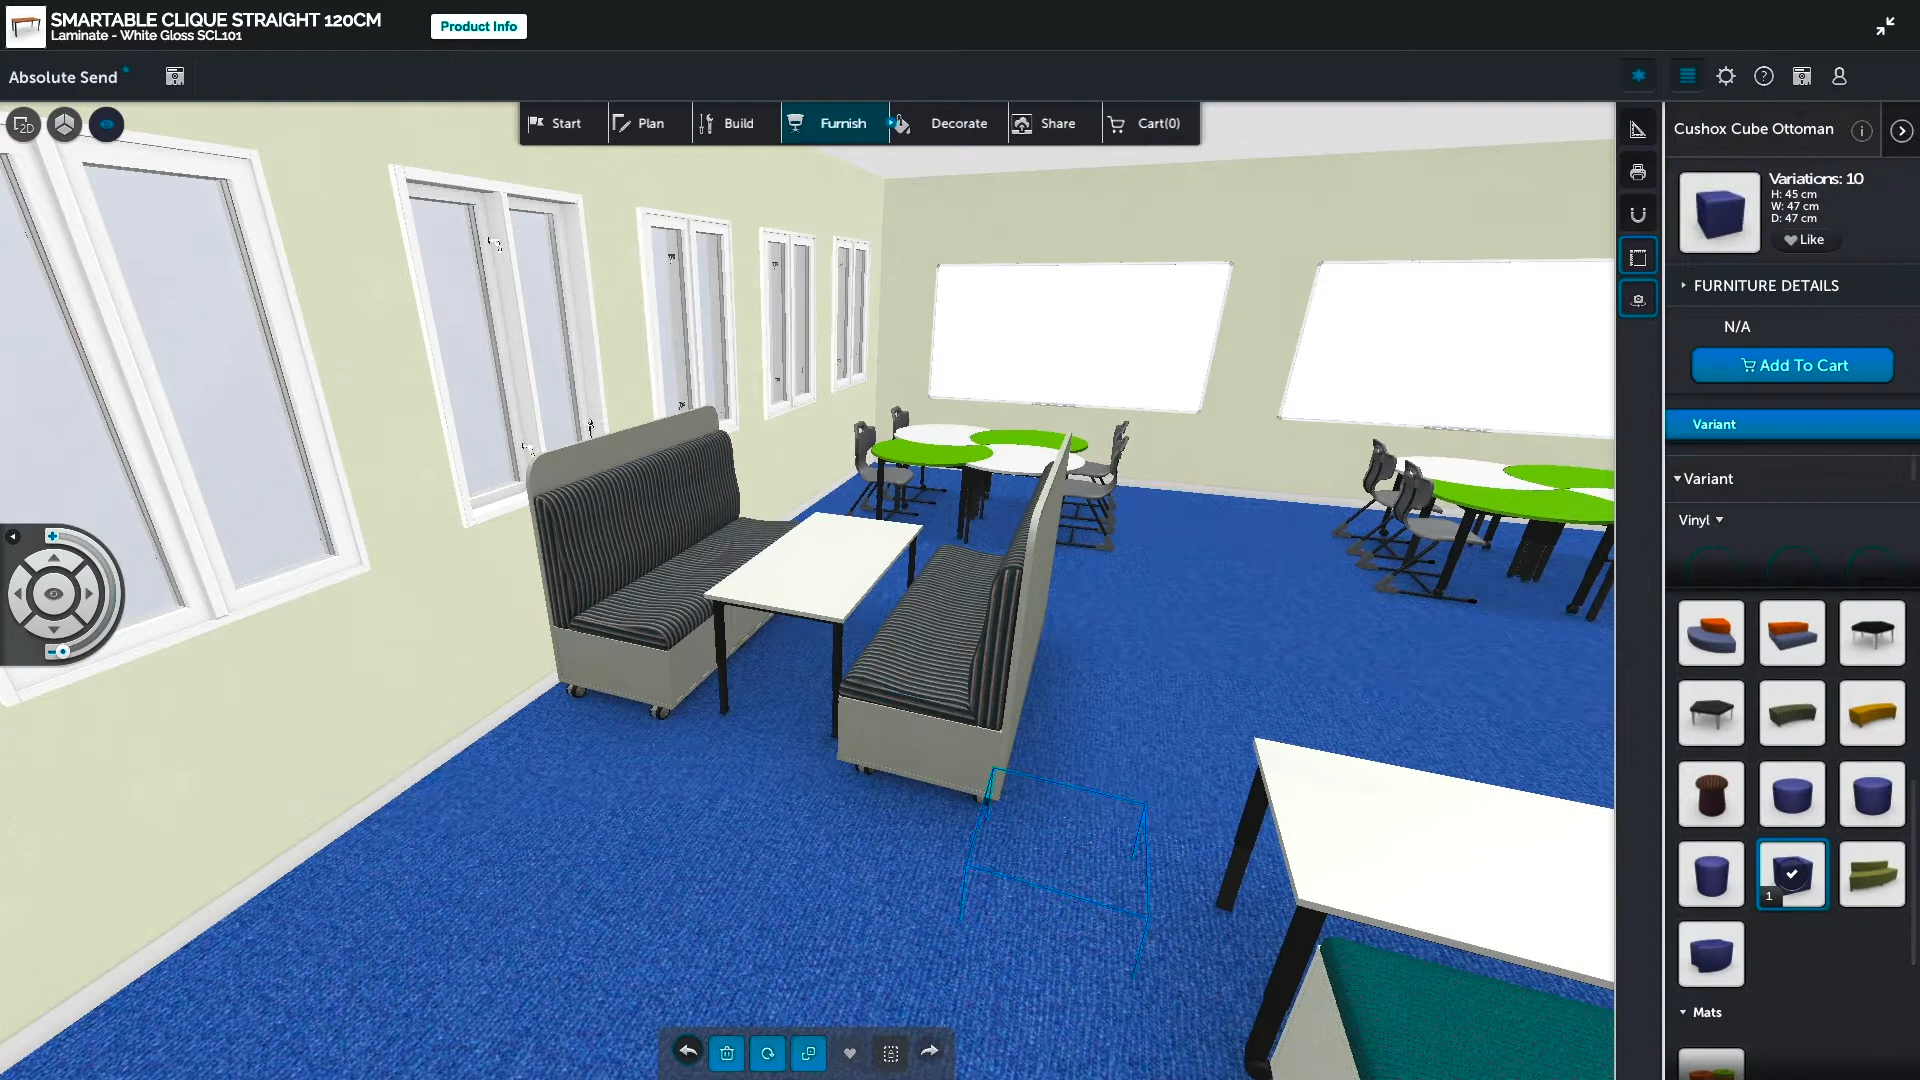 SMARTABLE CLIQUE STRAIGHT 120CM
Laminate - White Gloss SCL101
Product Info
Absolute Send
2D
Start
Plan
Build
Furnish
Decorate
Share
Cart(0)
Cushox Cube Ottoman
Variations: 10
H: 45 cm
W: 47 cm
D: 47 cm
Like
FURNITURE DETAILS
N/A
Add To Cart
Variant
Variant
Vinyl
1
Mats